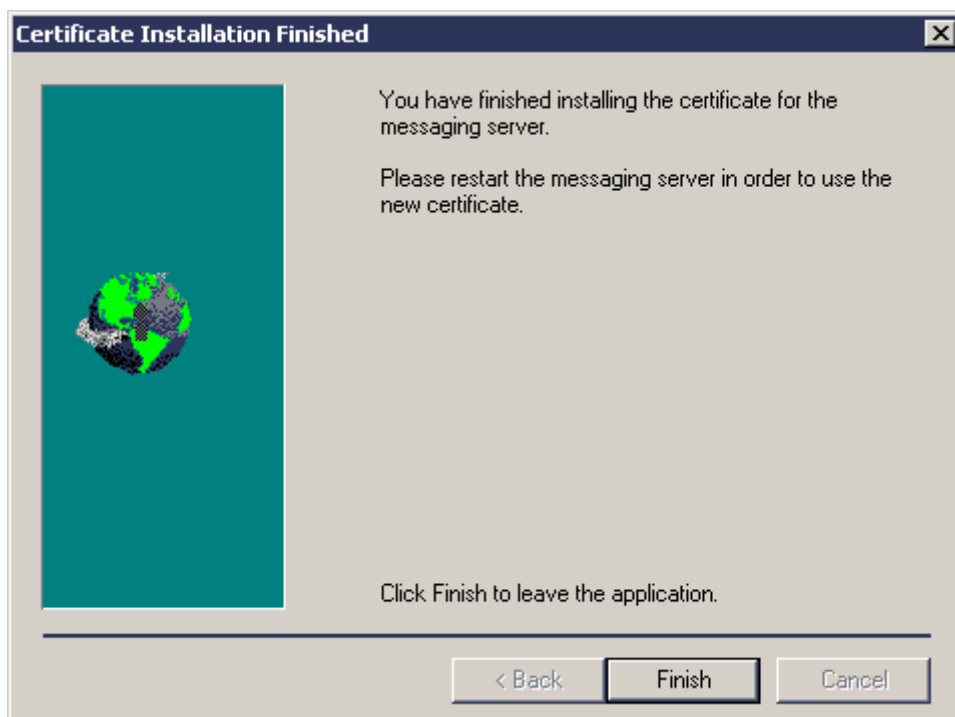 Certificate Installation Finished
You have finished installing the certificate for the
messaging server.
Please restart the messaging server in order to use the
new certificate.
Click Finish to leave the application.
< Back
Finish
Cancel